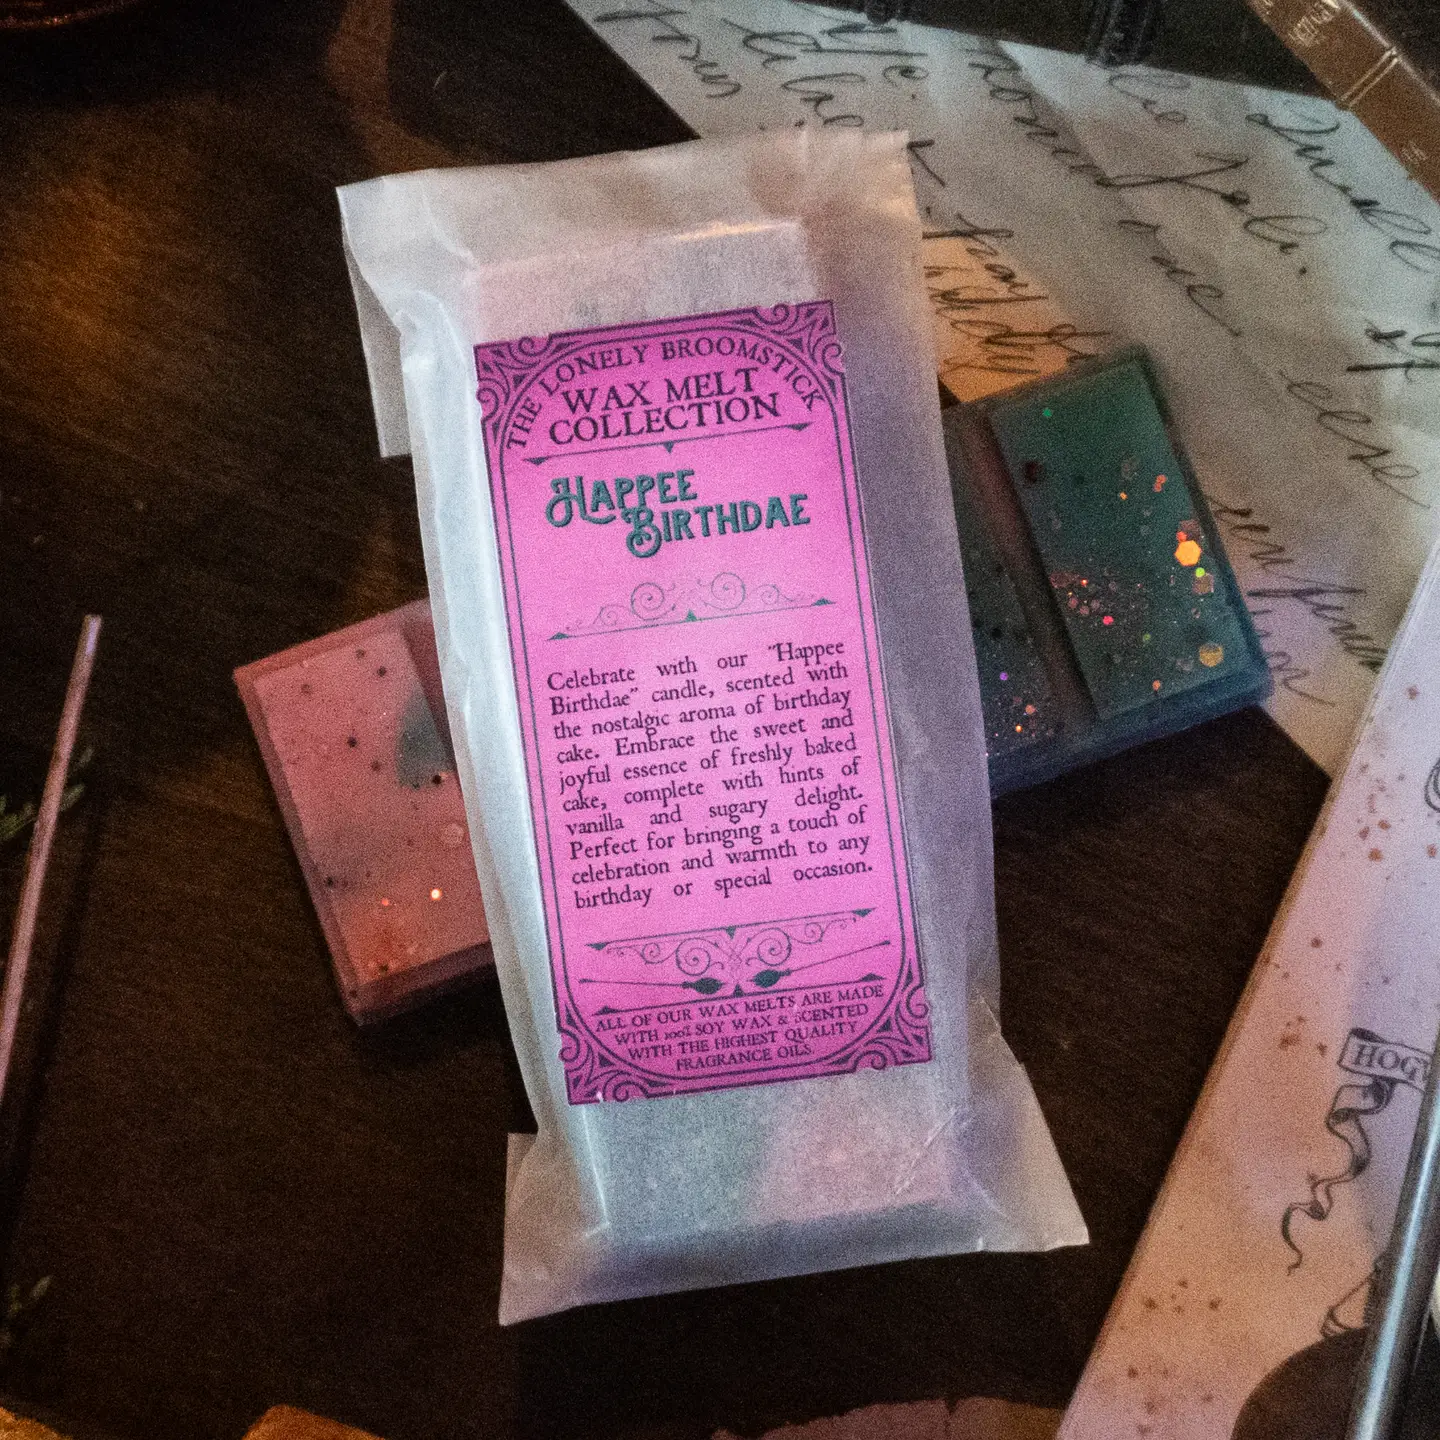 THE LONELY BROOMSTICK
WAX MELT
COLLECTION
HAPPEE
BIRTHDAE
Celebrate with our "Happee
Birthdae" candle, scented with
the nostalgic aroma of birthday
cake. Embrace the sweet and
joyful essence of freshly baked
cake, complete with hints of
vanilla and sugary delight.
Perfect for bringing a touch of
celebration and warmth to any
birthday or special occasion.
ALL OF OUR WAX MELTS ARE MADE
WITH 100% SOY WAX & SCENTED
WITH THE HIGHEST QUALITY
FRAGRANCE OILS
HOG